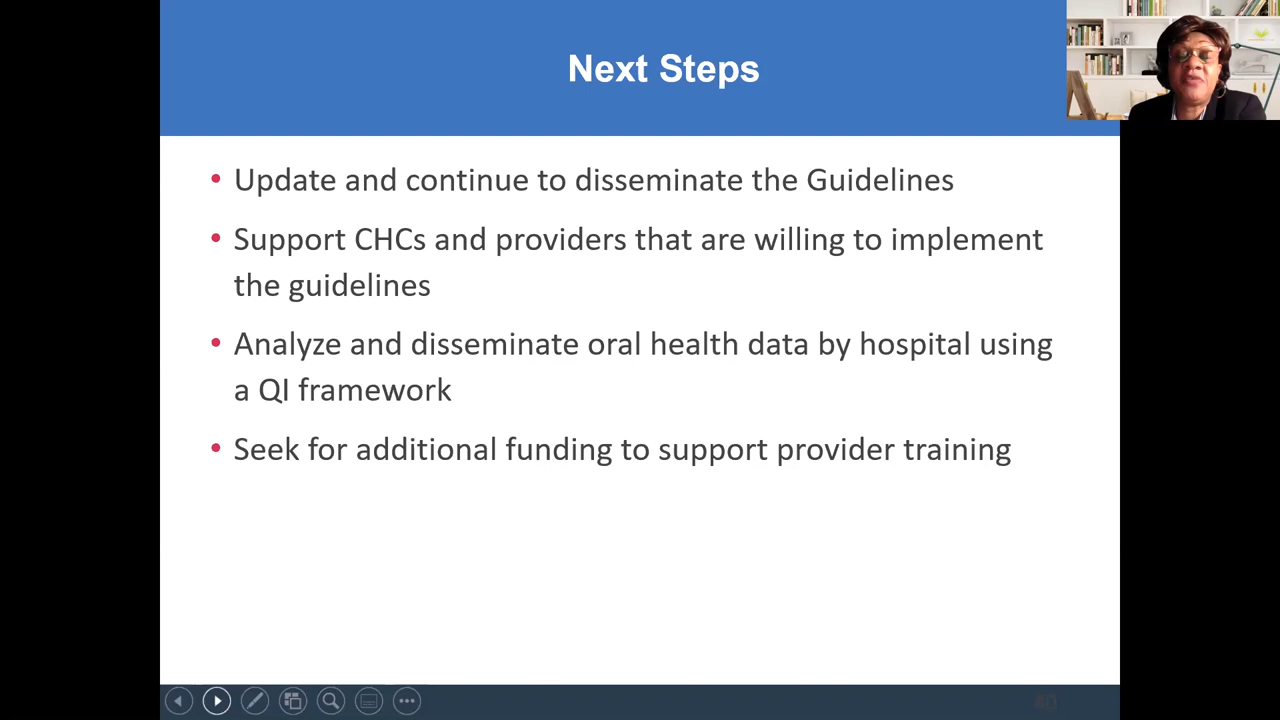 Next Steps
• Update and continue to disseminate the Guidelines
• Support CHCs and providers that are willing to implement
the guidelines
• Analyze and disseminate oral health data by hospital using
a QI framework
• Seek for additional funding to support provider training
40